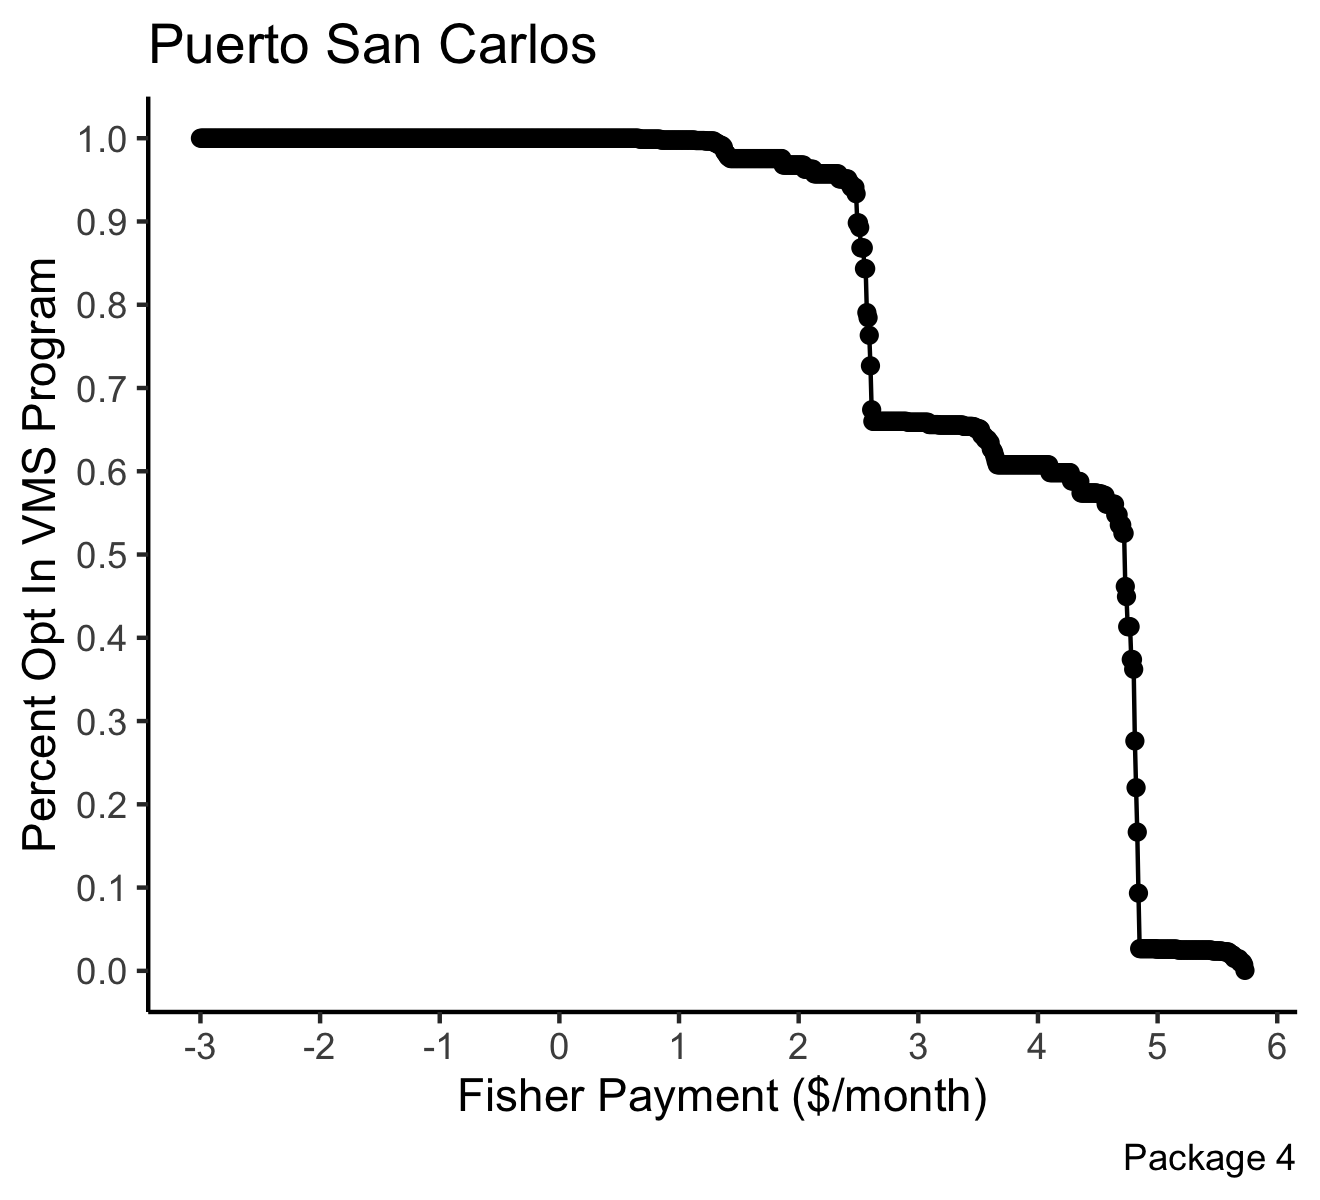 Puerto San Carlos
Percent Opt In VMS Program
1.0
0.9
0.8
0.7
0.6
0.5
0.4
0.3
0.2
0.1
0.0
-3 -2 -1 0 1 2 3 4 5 6
Fisher Payment ($/month)
Package 4